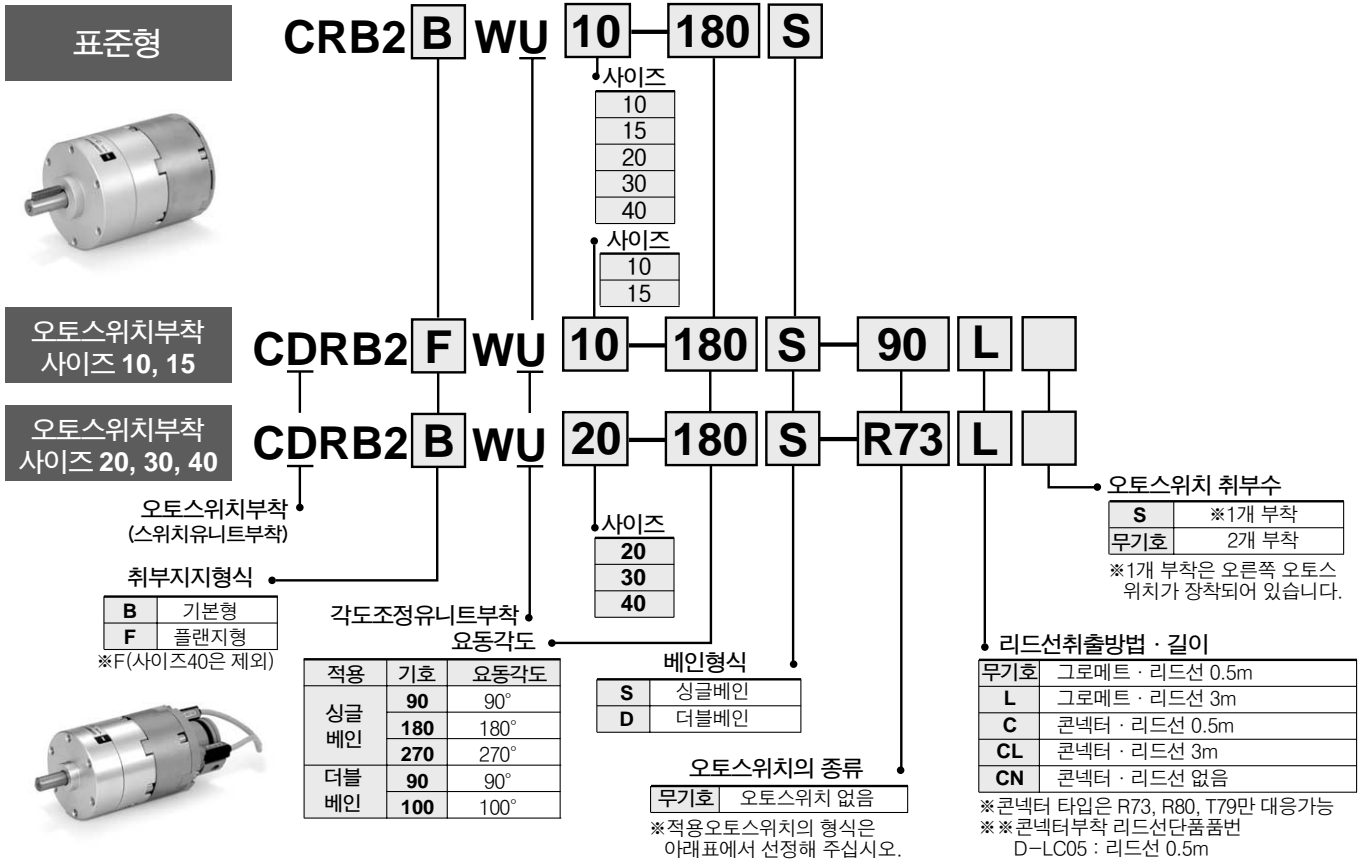 표준형
CRB2 B WU 10-180 S
사이즈
10
15
20
30
40
사이즈
10
15
오토스위치부착
사이즈 10, 15
CDRB2 F WU 10-180 S-90 L
오토스위치부착
사이즈 20, 30, 40
CDRB2 B WU 20-180 S-R73 L
오토스위치부착
(스위치유니트부착)
사이즈
20
30
40
오토스위치 취부수
S ※1개 부착
무기호 2개 부착
※1개 부착은 오른쪽 오토스
위치가 장착되어 있습니다.
취부지지형식
B 기본형
F 플랜지형
※F(사이즈40은 제외)
각도조정유니트부착
요동각도
적용 기호 요동각도
싱글
베인
90 90°
180 180°
270 270°
더블
베인
90 90°
100 100°
베인형식
S 싱글베인
D 더블베인
오토스위치의 종류
무기호 오토스위치 없음
※적용오토스위치의 형식은
아래표에서 선정해 주십시오.
리드선취출방법 · 길이
무기호 그로메트 · 리드선 0.5m
L 그로메트 · 리드선 3m
C 콘넥터 · 리드선 0.5m
CL 콘넥터 · 리드선 3m
CN 콘넥터 · 리드선 없음
※콘넥터 타입은 R73, R80, T79만 대응가능
※※콘넥터부착 리드선단품품번
D-LC05 : 리드선 0.5m